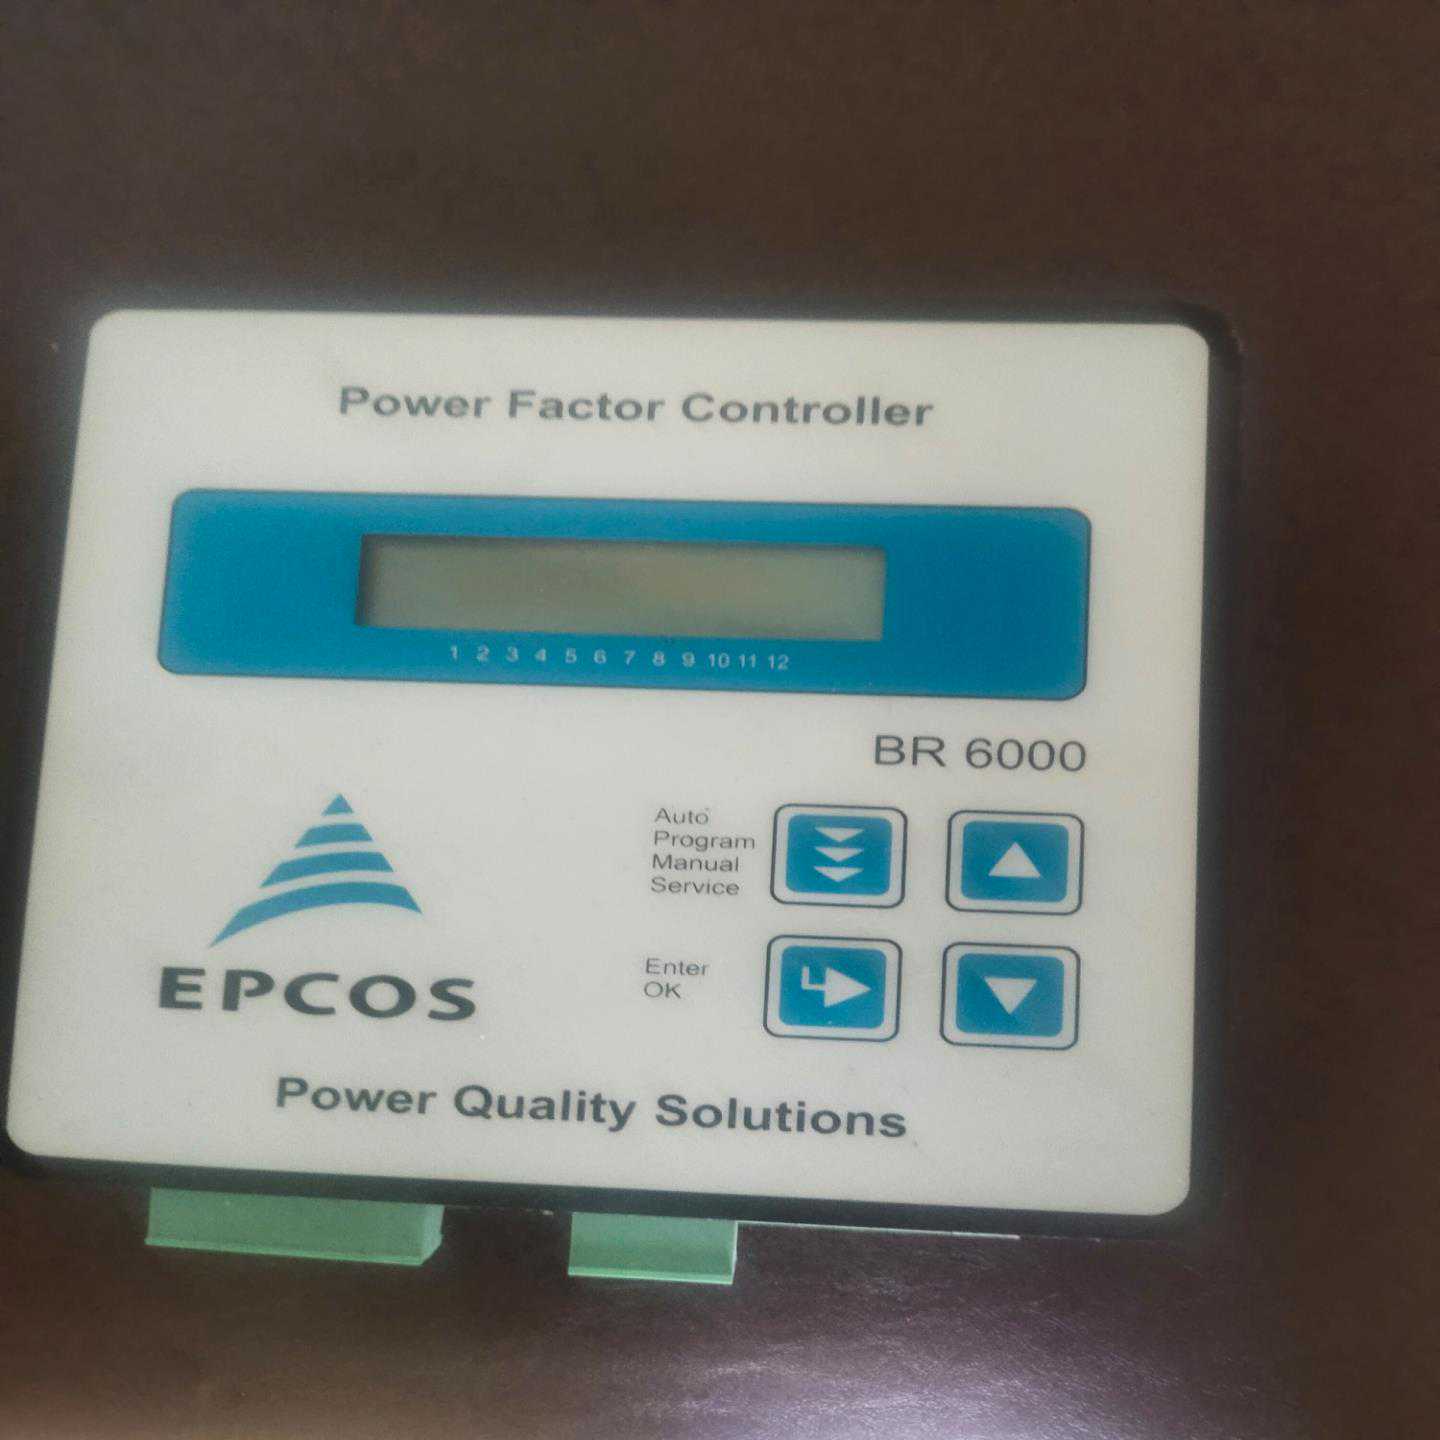 Power Factor Controller
1 2 3 4 5 6 7 8 9 10 11 12
BR 6000
Auto
Program
Manual
Service
Enter
OK
EPCOS
Power Quality Solutions